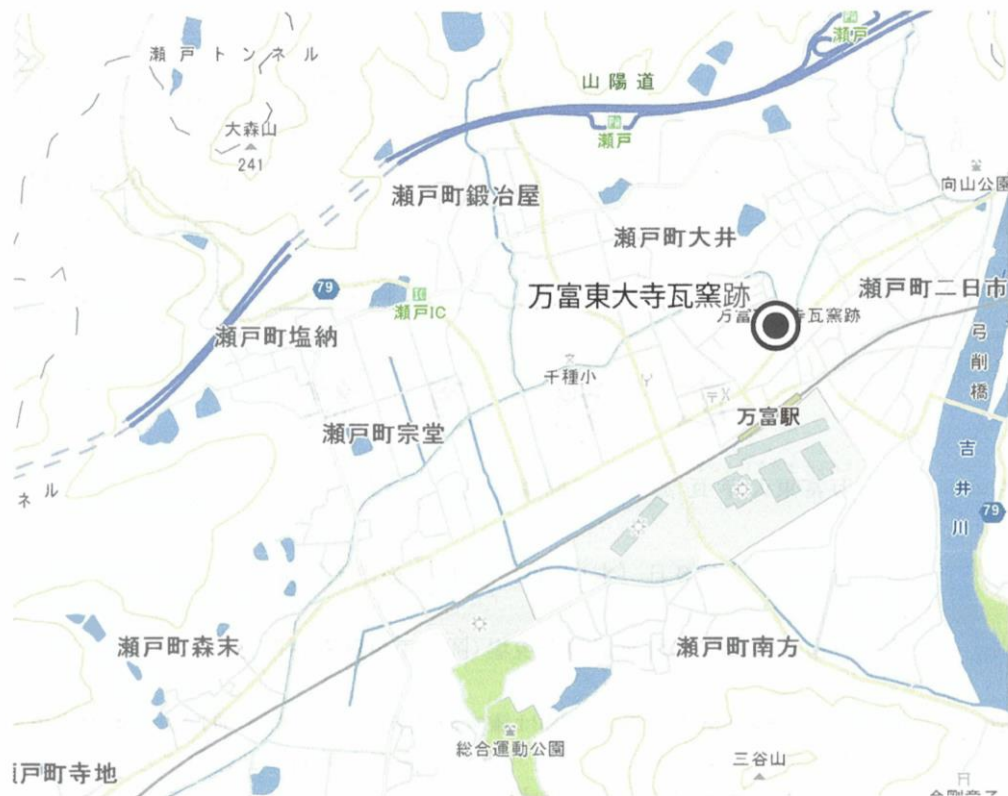 瀬戸トンネル
瀬戸
山陽道
大森山
241
瀬戸
向山公園
瀬戸町鍛冶屋
瀬戸町大井
79
瀬戸IC
万富東大寺瓦窯跡
瀬戸町二日市
万富
寺瓦窯跡
瀬戸町塩納
弓削橋
千種小
万富駅
瀬戸町宗堂
吉井川
79
ネル
瀬戸町森末
瀬戸町南方
総合運動公園
三谷山
戸町寺地